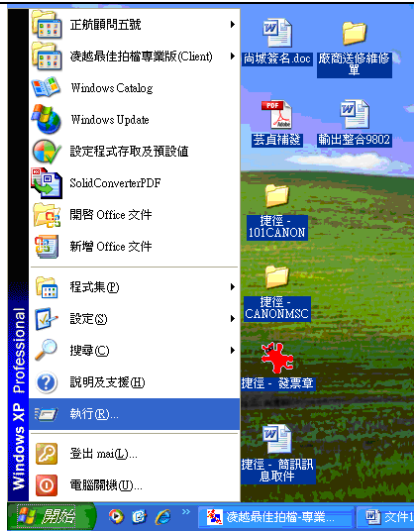 正航顧問五號
凌越最佳拍檔專業版(Client)
Windows Catalog
Windows Update
設定程式存取及預設值
SolidConverterPDF
開啟 Office 文件
新增 Office 文件
程式集(P)
設定(S)
搜尋(C)
說明及支援(H)
執行(R)...
登出 mai(L)...
電腦關機(U)...
Windows XP Professional
尚城簽名.doc
廠商送修維修
單
芸貞補發
輸出整合9802
捷徑 -
101CANON
捷徑 -
CANONMSC
捷徑 - 發票章
捷徑 - 簡訊訊
息取件
開始
凌越最佳拍檔-專業...
文件1